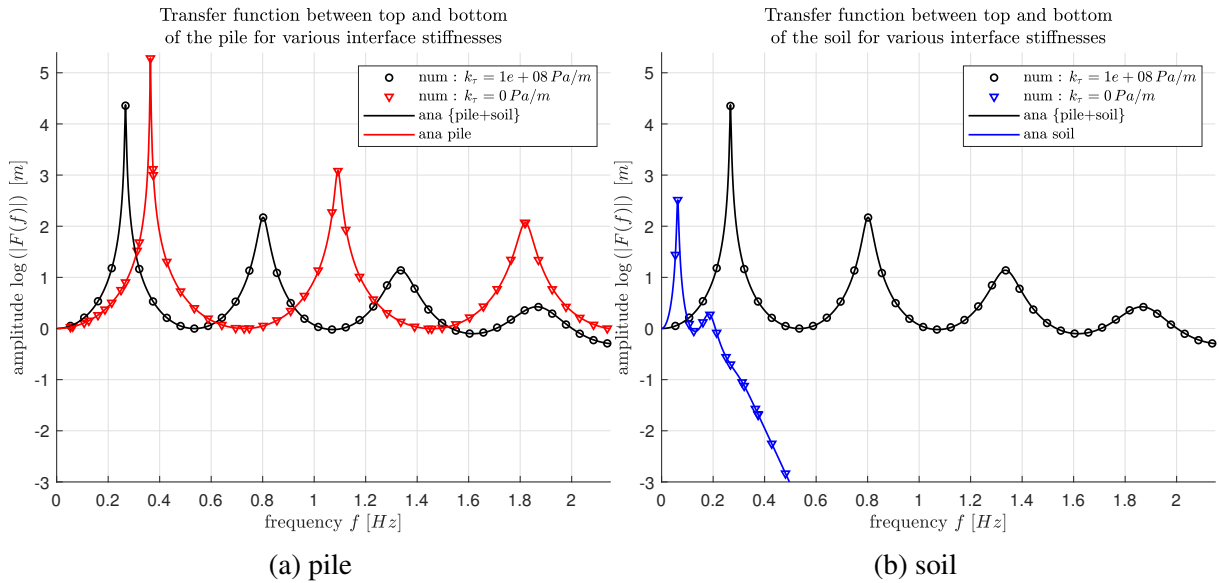 Transfer function between top and bottom
of the pile for various interface stiffnesses
num : k_τ = 1e + 08 Pa/m
num : k_τ = 0 Pa/m
ana {pile+soil}
ana pile
amplitude log (|F(f)|) [m]
5
4
3
2
1
0
-1
-2
-3
0 0.2 0.4 0.6 0.8 1 1.2 1.4 1.6 1.8 2
frequency f [Hz]
(a) pile
Transfer function between top and bottom
of the soil for various interface stiffnesses
num : k_τ = 1e + 08 Pa/m
num : k_τ = 0 Pa/m
ana {pile+soil}
ana soil
amplitude log (|F(f)|) [m]
5
4
3
2
1
0
-1
-2
-3
0 0.2 0.4 0.6 0.8 1 1.2 1.4 1.6 1.8 2
frequency f [Hz]
(b) soil